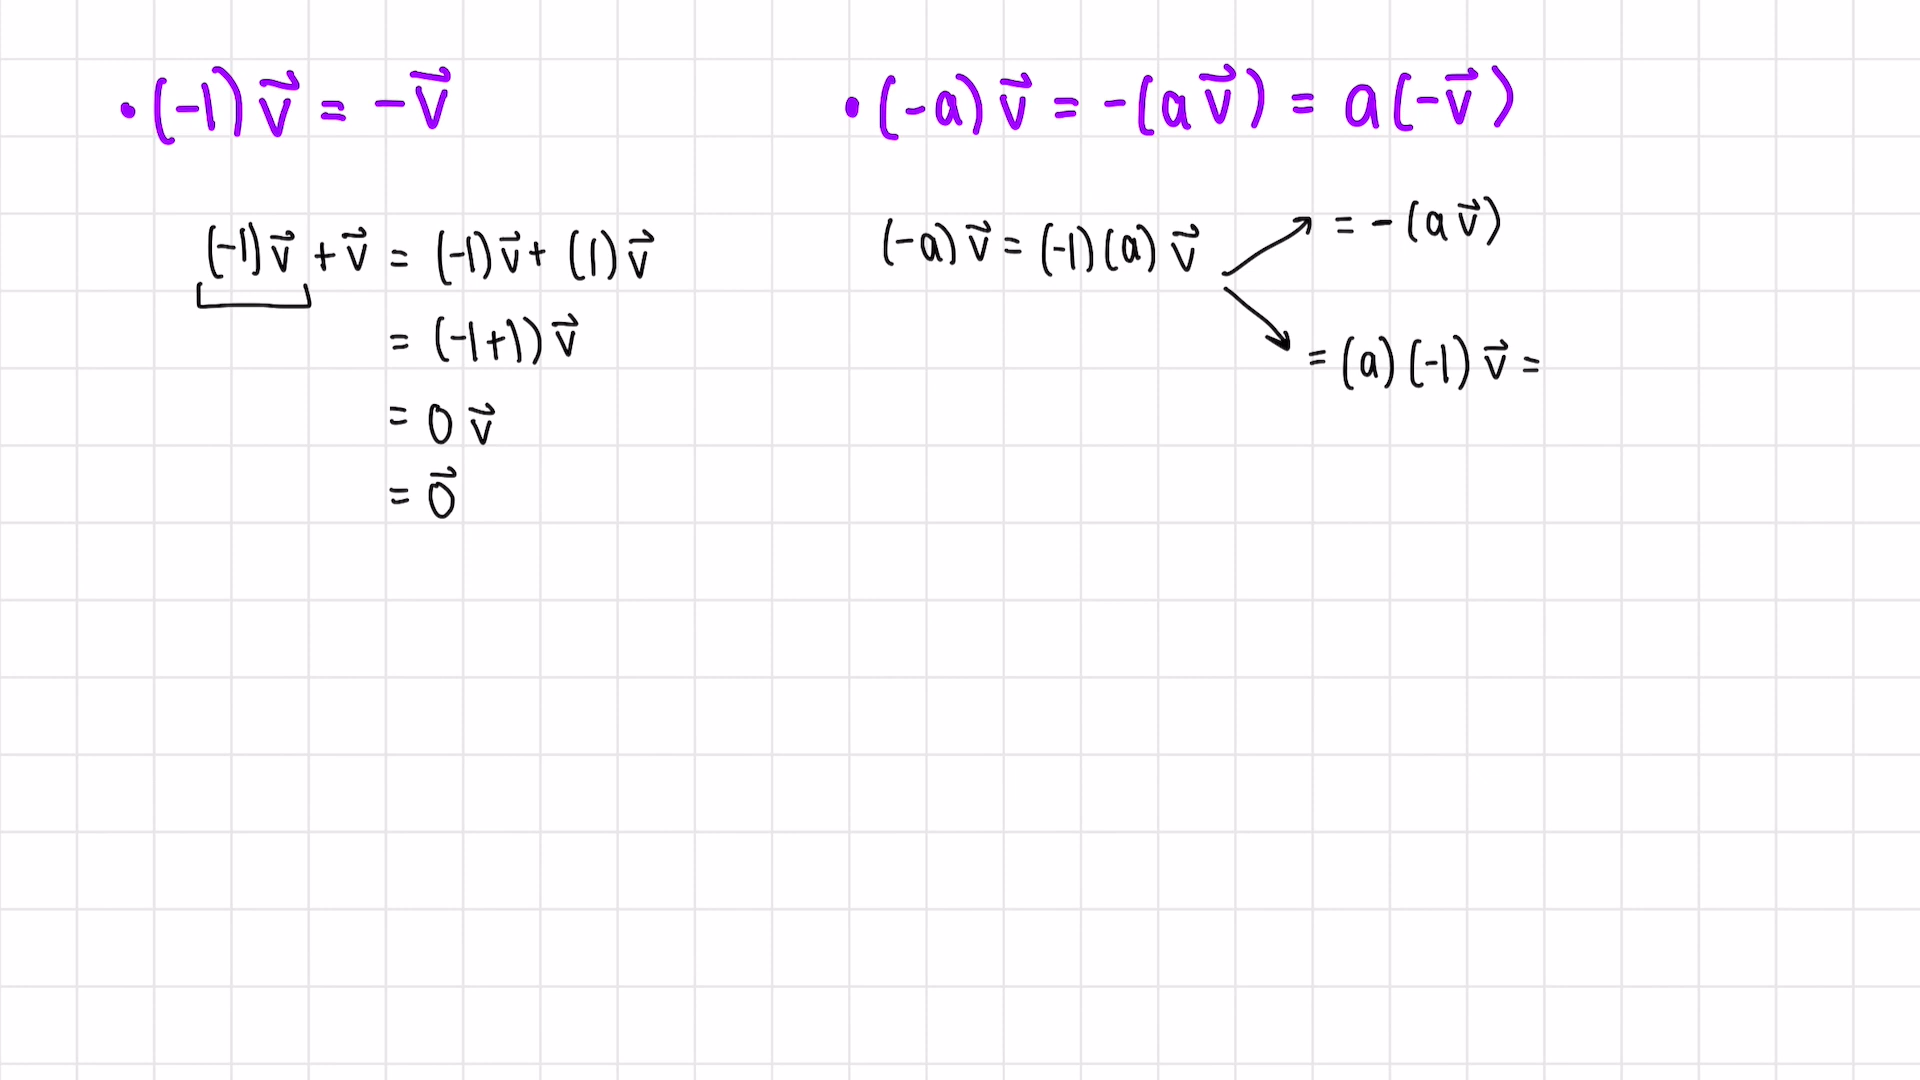 • (-1) v⃗ = -v⃗
(-1) v⃗ + v⃗ = (-1) v⃗ + (1) v⃗
= (-1+1) v⃗
= 0 v⃗
= 0⃗
• (-a) v⃗ = -(a v⃗) = a(-v⃗)
(-a) v⃗ = (-1)(a) v⃗
= -(a v⃗)
= (a)(-1) v⃗ =